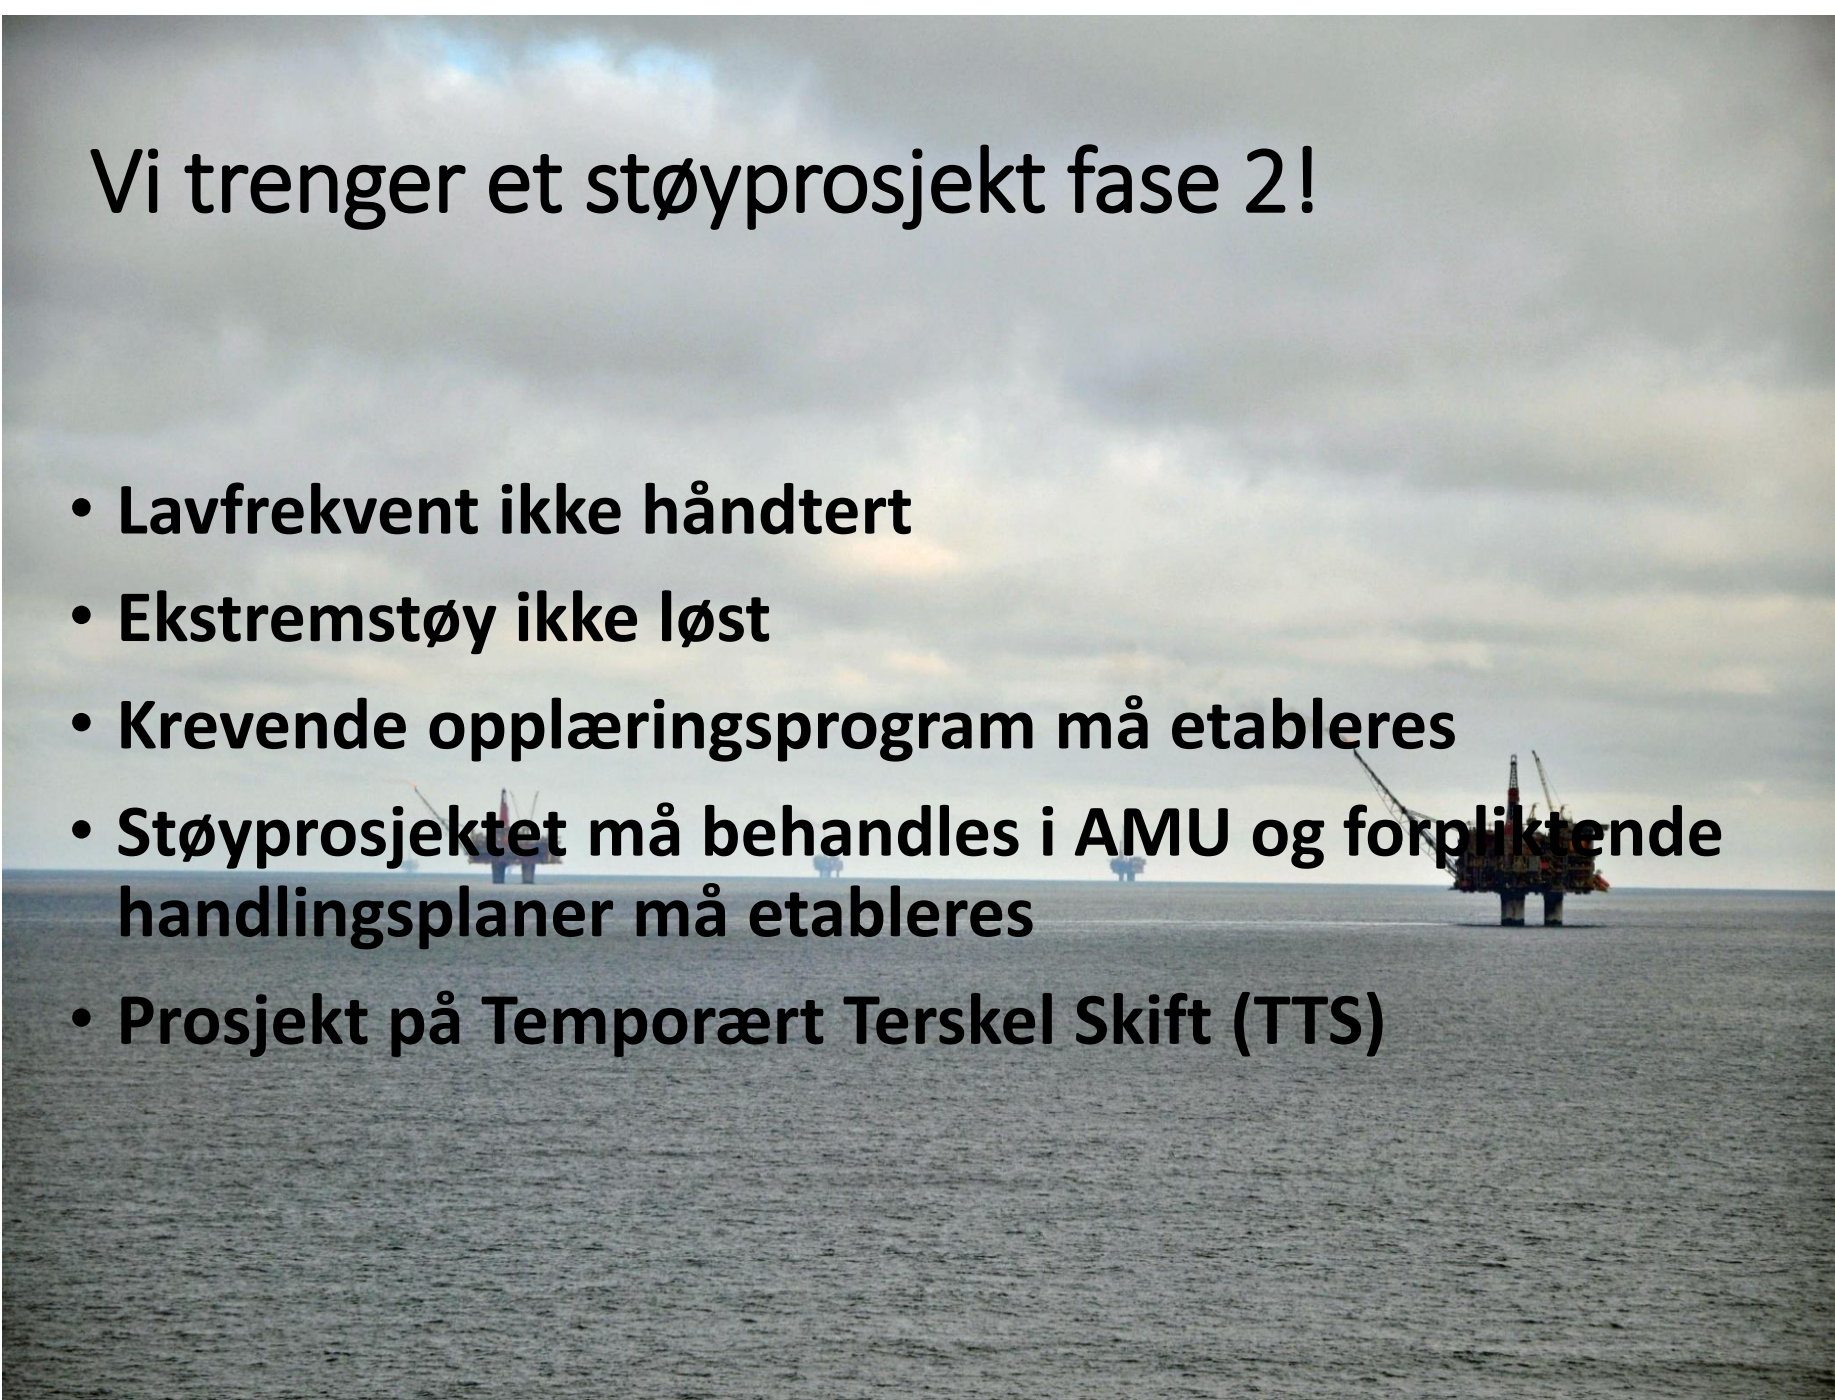 Vi trenger et støyprosjekt fase 2!
• Lavfrekvent ikke håndtert
• Ekstremstøy ikke løst
• Krevende opplæringsprogram må etableres
• Støyprosjektet må behandles i AMU og forpliktende
handlingsplaner må etableres
• Prosjekt på Temporært Terskel Skift (TTS)